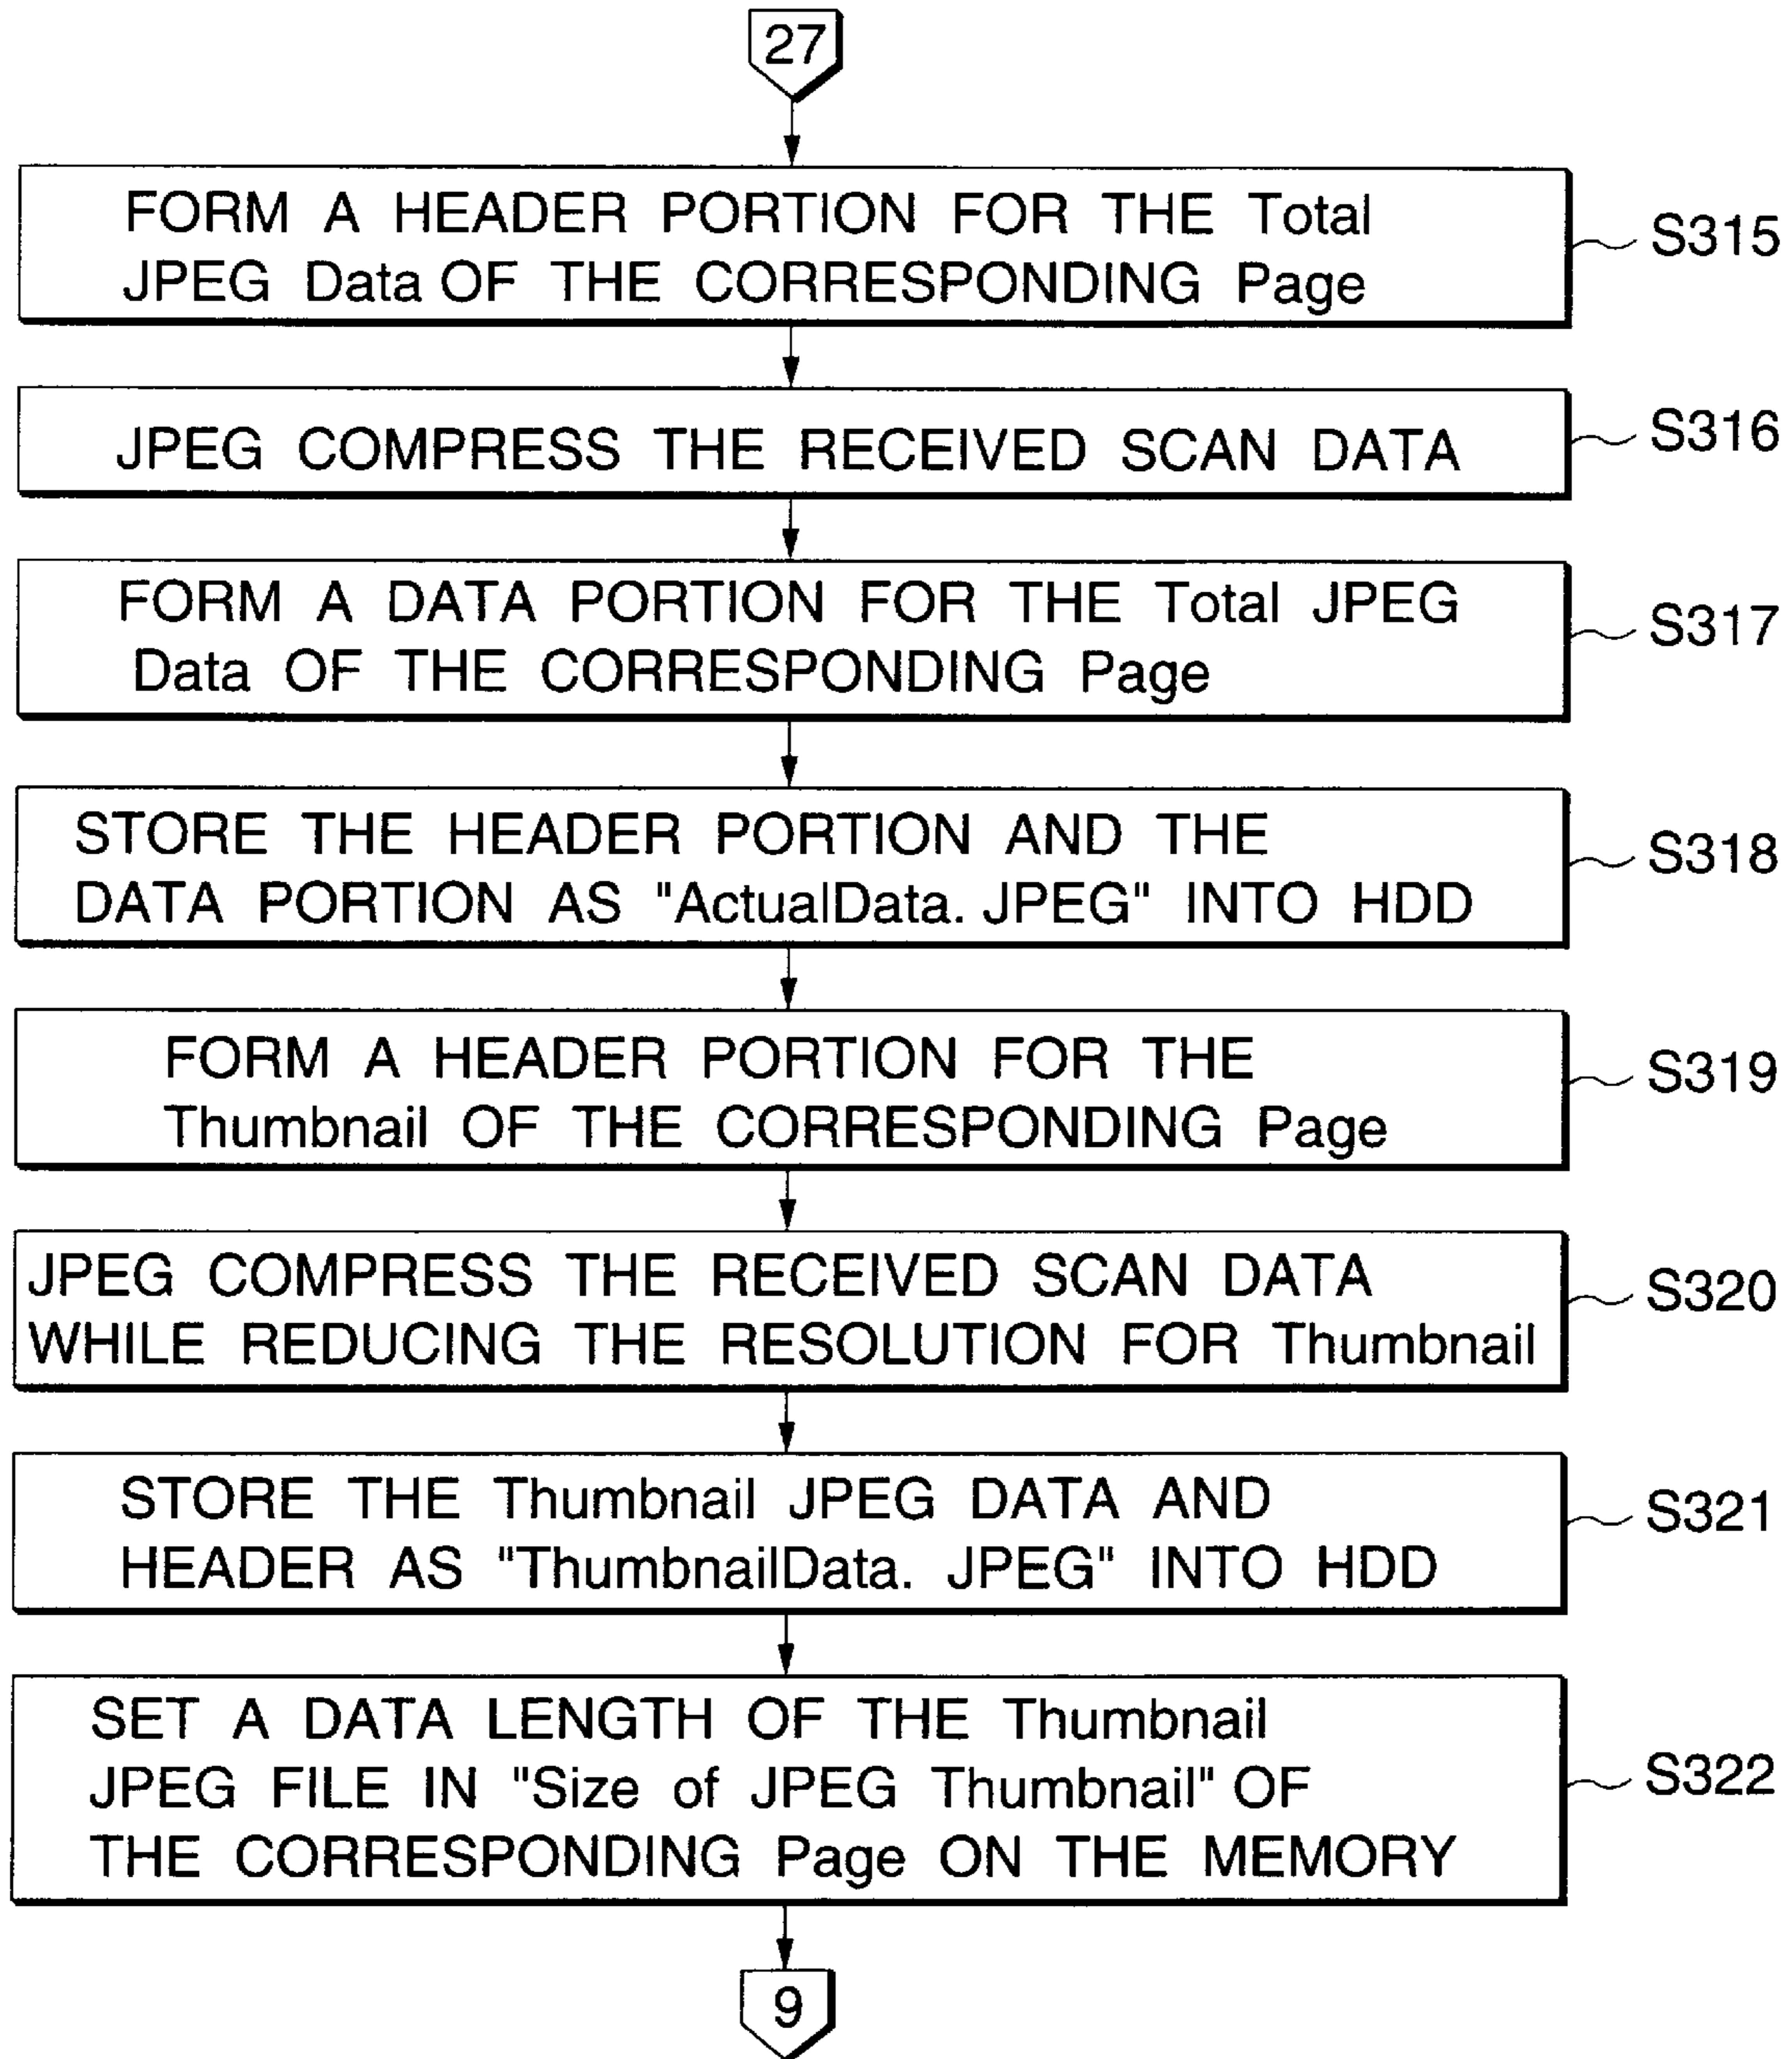 27
FORM A HEADER PORTION FOR THE Total
JPEG Data OF THE CORRESPONDING Page
S315
JPEG COMPRESS THE RECEIVED SCAN DATA
S316
FORM A DATA PORTION FOR THE Total JPEG
Data OF THE CORRESPONDING Page
S317
STORE THE HEADER PORTION AND THE
DATA PORTION AS "ActualData. JPEG" INTO HDD
S318
FORM A HEADER PORTION FOR THE
Thumbnail OF THE CORRESPONDING Page
S319
JPEG COMPRESS THE RECEIVED SCAN DATA
WHILE REDUCING THE RESOLUTION FOR Thumbnail
S320
STORE THE Thumbnail JPEG DATA AND
HEADER AS "ThumbnailData. JPEG" INTO HDD
S321
SET A DATA LENGTH OF THE Thumbnail
JPEG FILE IN "Size of JPEG Thumbnail" OF
THE CORRESPONDING Page ON THE MEMORY
S322
9